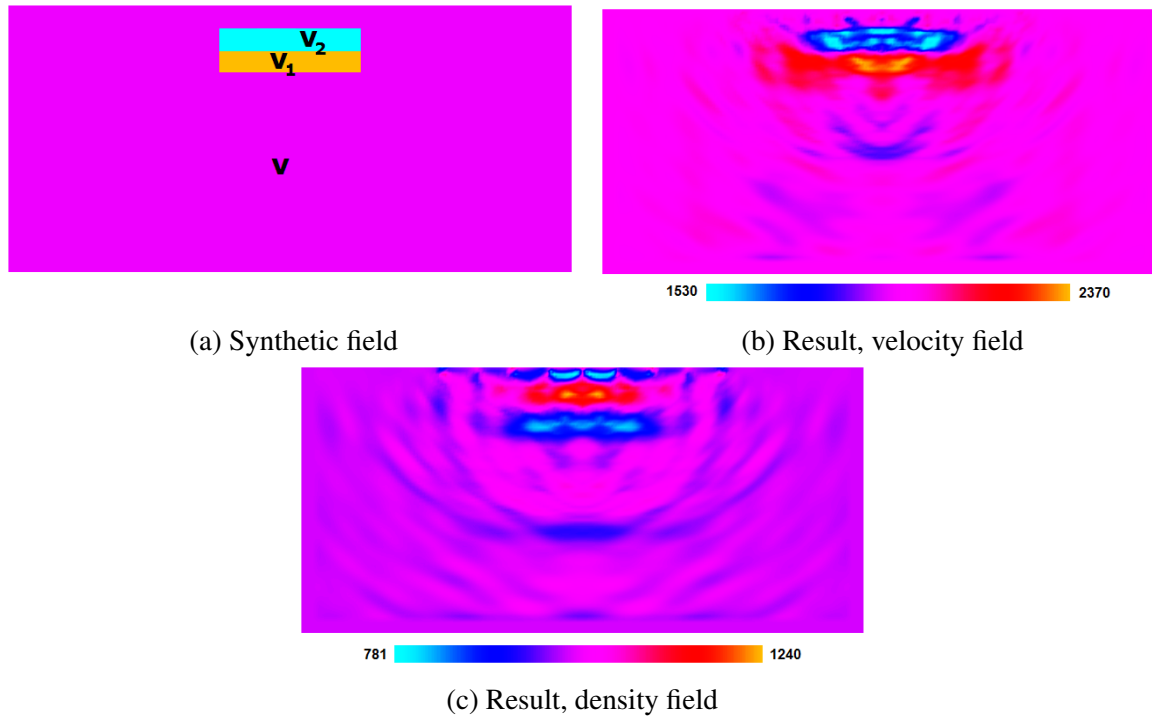 v₂
v₁
v
1530 2370
(a) Synthetic field
(b) Result, velocity field
781 1240
(c) Result, density field